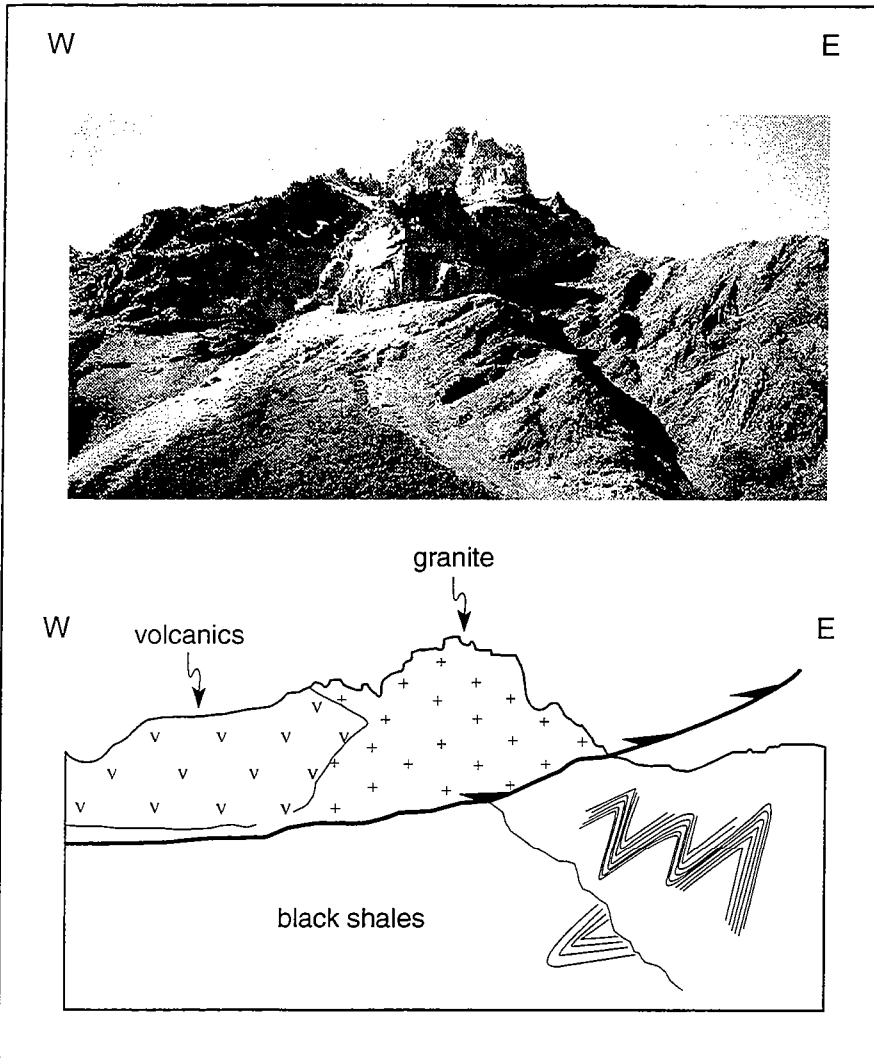 W E
granite
W volcanics E
v v v v v
v v v v
v v v v
+ + + + + + + + + + + + + + + + + + + +
black shales